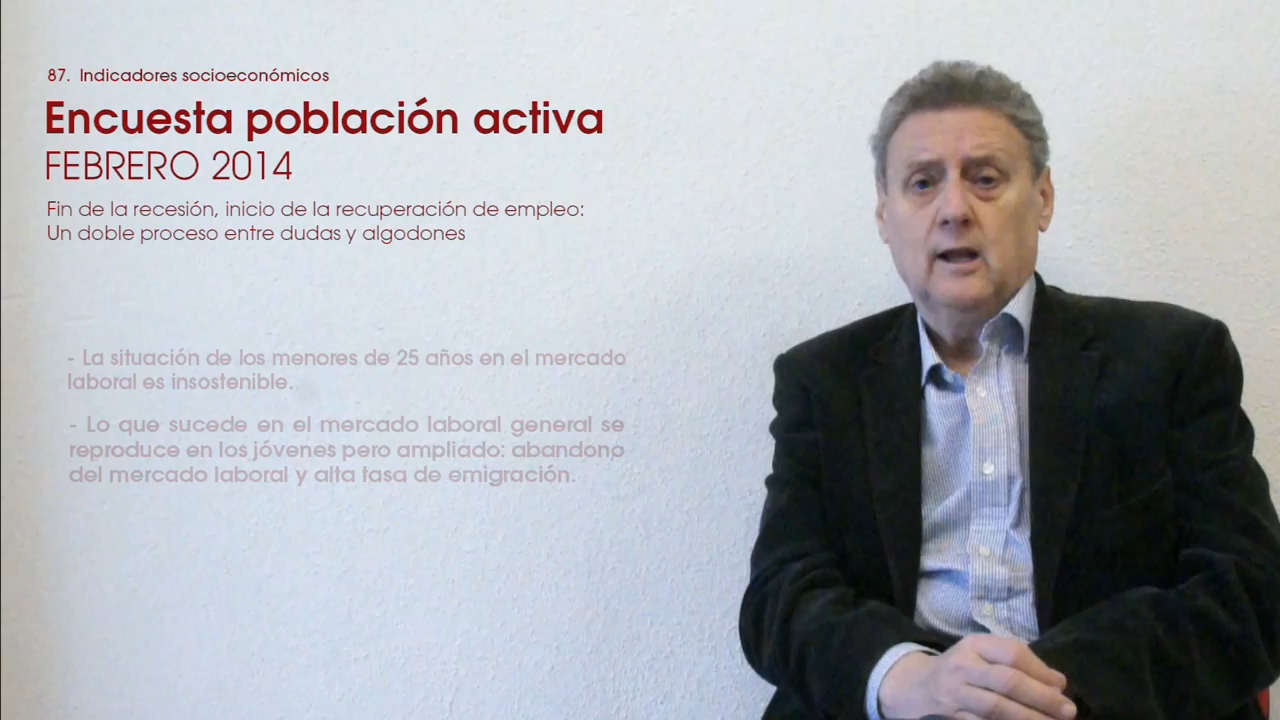 87. Indicadores socioeconómicos
Encuesta población activa
FEBRERO 2014
Fin de la recesión, inicio de la recuperación de empleo:
Un doble proceso entre dudas y algodones
- La situación de los menores de 25 años en el mercado
laboral es insostenible.
- Lo que sucede en el mercado laboral general se
reproduce en los jóvenes pero ampliado: abandono
del mercado laboral y alta tasa de emigración.